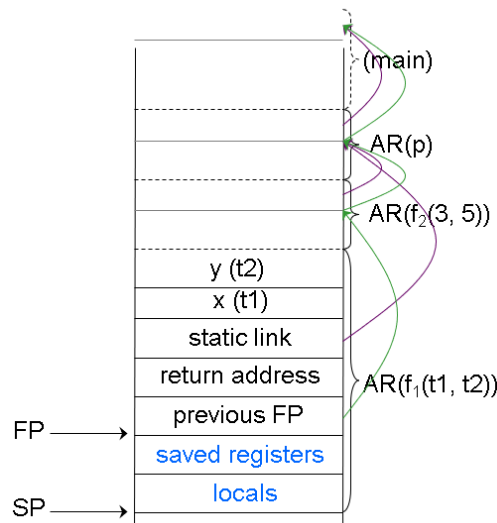 (main)
AR(p)
AR(f₂(3, 5))
y (t2)
x (t1)
static link
return address
AR(f₁(t1, t2))
previous FP
FP
saved registers
locals
SP